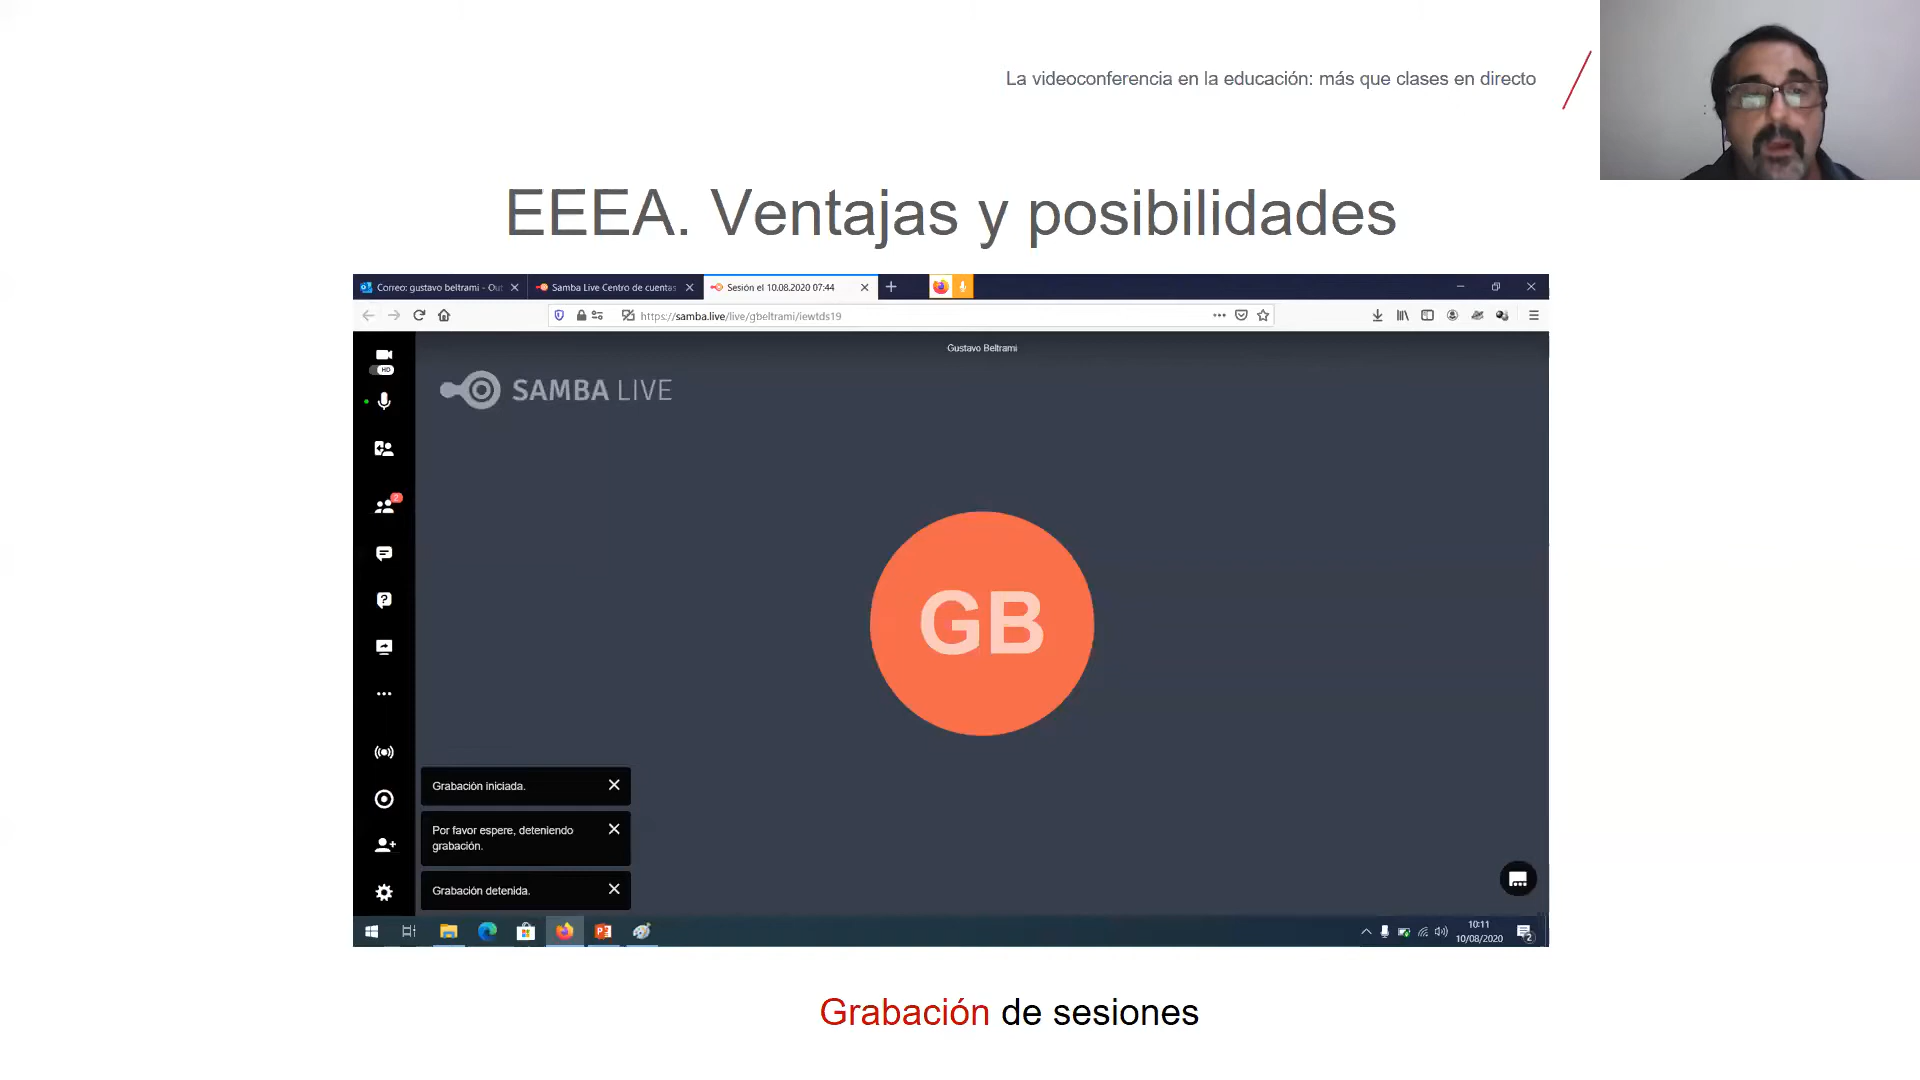 La videoconferencia en la educación: más que clases en directo
EEEA. Ventajas y posibilidades
Correo: gustavo beltrami - Out
Samba Live Centro de cuentas
Sesión el 10.08.2020 07:44
https://samba.live/live/gbeltrami/iewtds19
Gustavo Beltrami
HD
SAMBA LIVE
2
GB
Grabación iniciada.
Por favor espere, deteniendo
grabación.
Grabación detenida.
10:11
10/08/2020
2
Grabación de sesiones